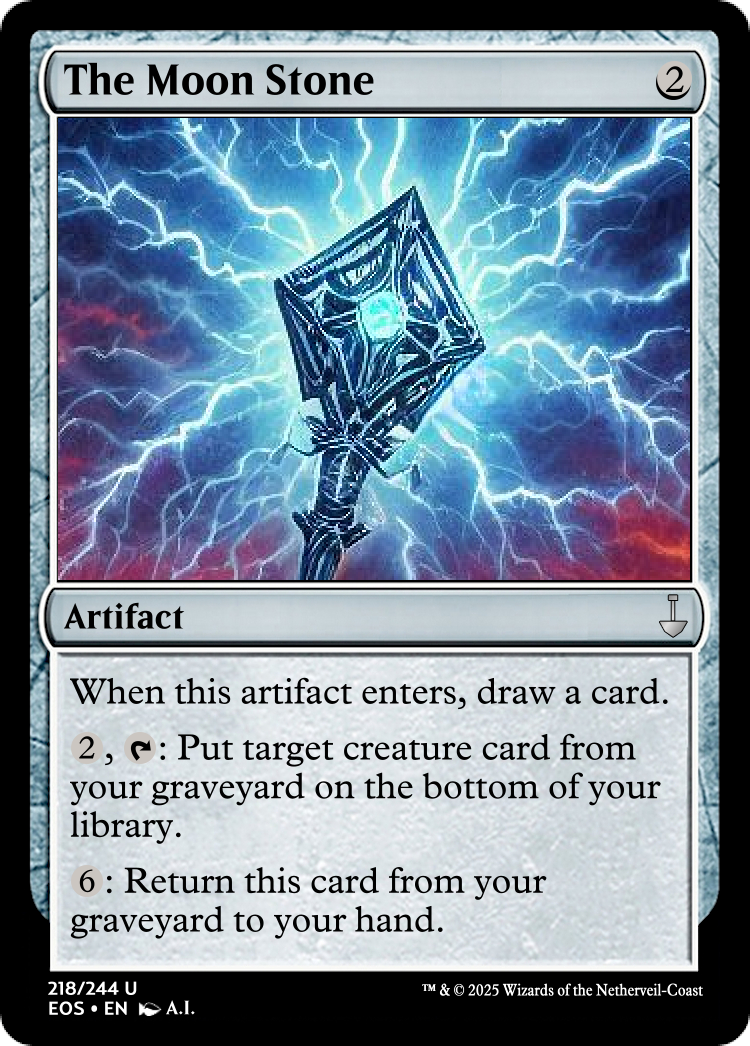 The Moon Stone 2
Artifact
When this artifact enters, draw a card.
2, : Put target creature card from
your graveyard on the bottom of your
library.
6: Return this card from your
graveyard to your hand.
218/244 U
EOS • EN A.I.
™ & © 2025 Wizards of the Netherveil-Coast